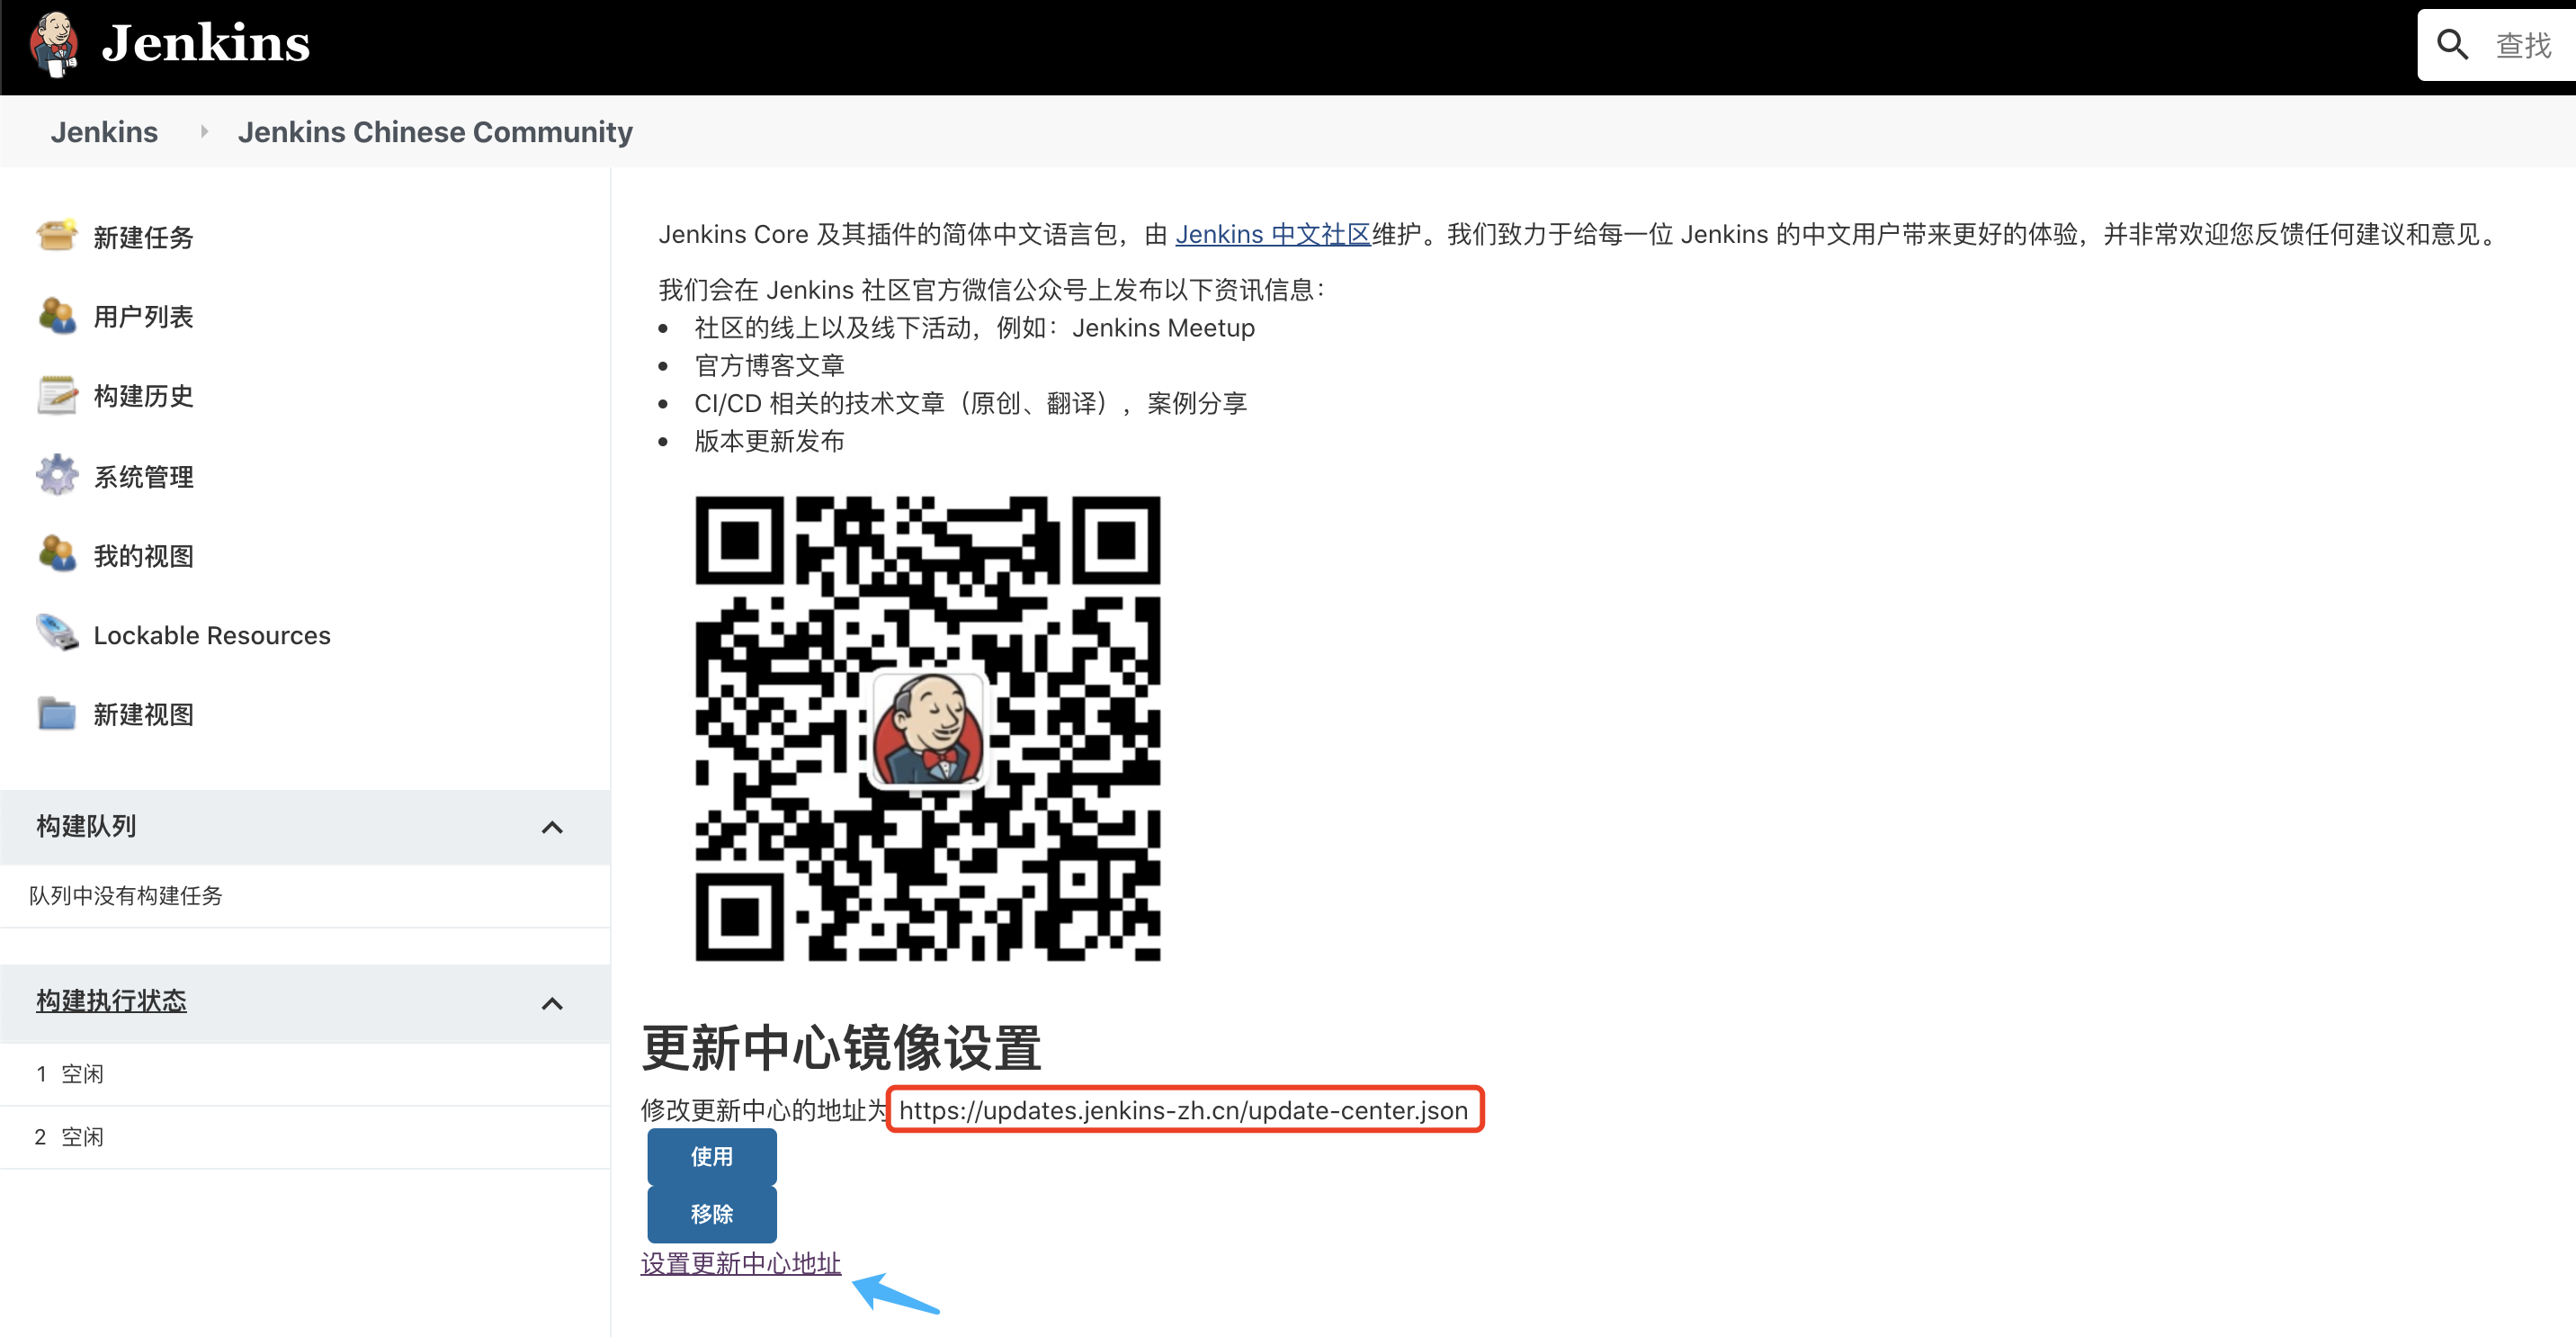 Jenkins
查找
Jenkins
Jenkins Chinese Community
新建任务
用户列表
构建历史
系统管理
我的视图
Lockable Resources
新建视图
构建队列
队列中没有构建任务
构建执行状态
1 空闲
2 空闲
Jenkins Core 及其插件的简体中文语言包，由 Jenkins 中文社区维护。我们致力于给每一位 Jenkins 的中文用户带来更好的体验，并非常欢迎您反馈任何建议和意见。
我们会在 Jenkins 社区官方微信公众号上发布以下资讯信息：
社区的线上以及线下活动，例如：Jenkins Meetup
官方博客文章
CI/CD 相关的技术文章（原创、翻译），案例分享
版本更新发布
更新中心镜像设置
修改更新中心的地址为 https://updates.jenkins-zh.cn/update-center.json
使用
移除
设置更新中心地址